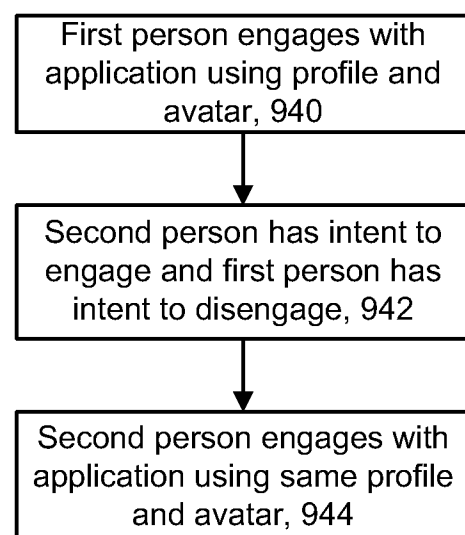 First person engages with
application using profile and
avatar, 940
Second person has intent to
engage and first person has
intent to disengage, 942
Second person engages with
application using same profile
and avatar, 944